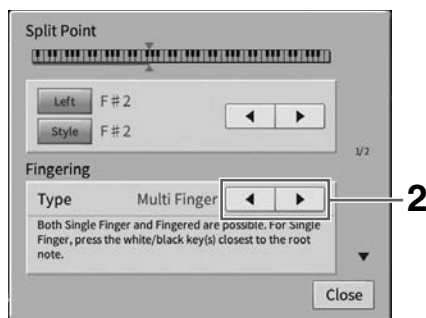 Split Point
Left F#2
Style F#2
1/2
Fingering
Type Multi Finger
2
Both Single Finger and Fingered are possible. For Single
Finger, press the white/black key(s) closest to the root
note.
Close